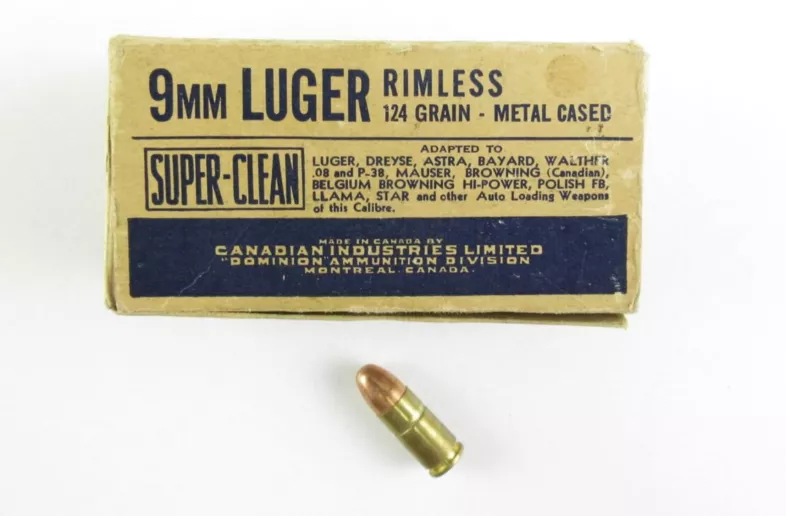 9MM LUGER RIMLESS
124 GRAIN - METAL CASED
SUPER-CLEAN
ADAPTED TO
LUGER, DREYSE, ASTRA, BAYARD, WALTHER
.08 and P-38, MAUSER, BROWNING (Canadian),
BELGIUM BROWNING HI-POWER, POLISH FB,
LLAMA, STAR and other Auto Loading Weapons
of this Calibre.
MADE IN CANADA BY
CANADIAN INDUSTRIES LIMITED
"DOMINION" AMMUNITION DIVISION
MONTREAL. CANADA.